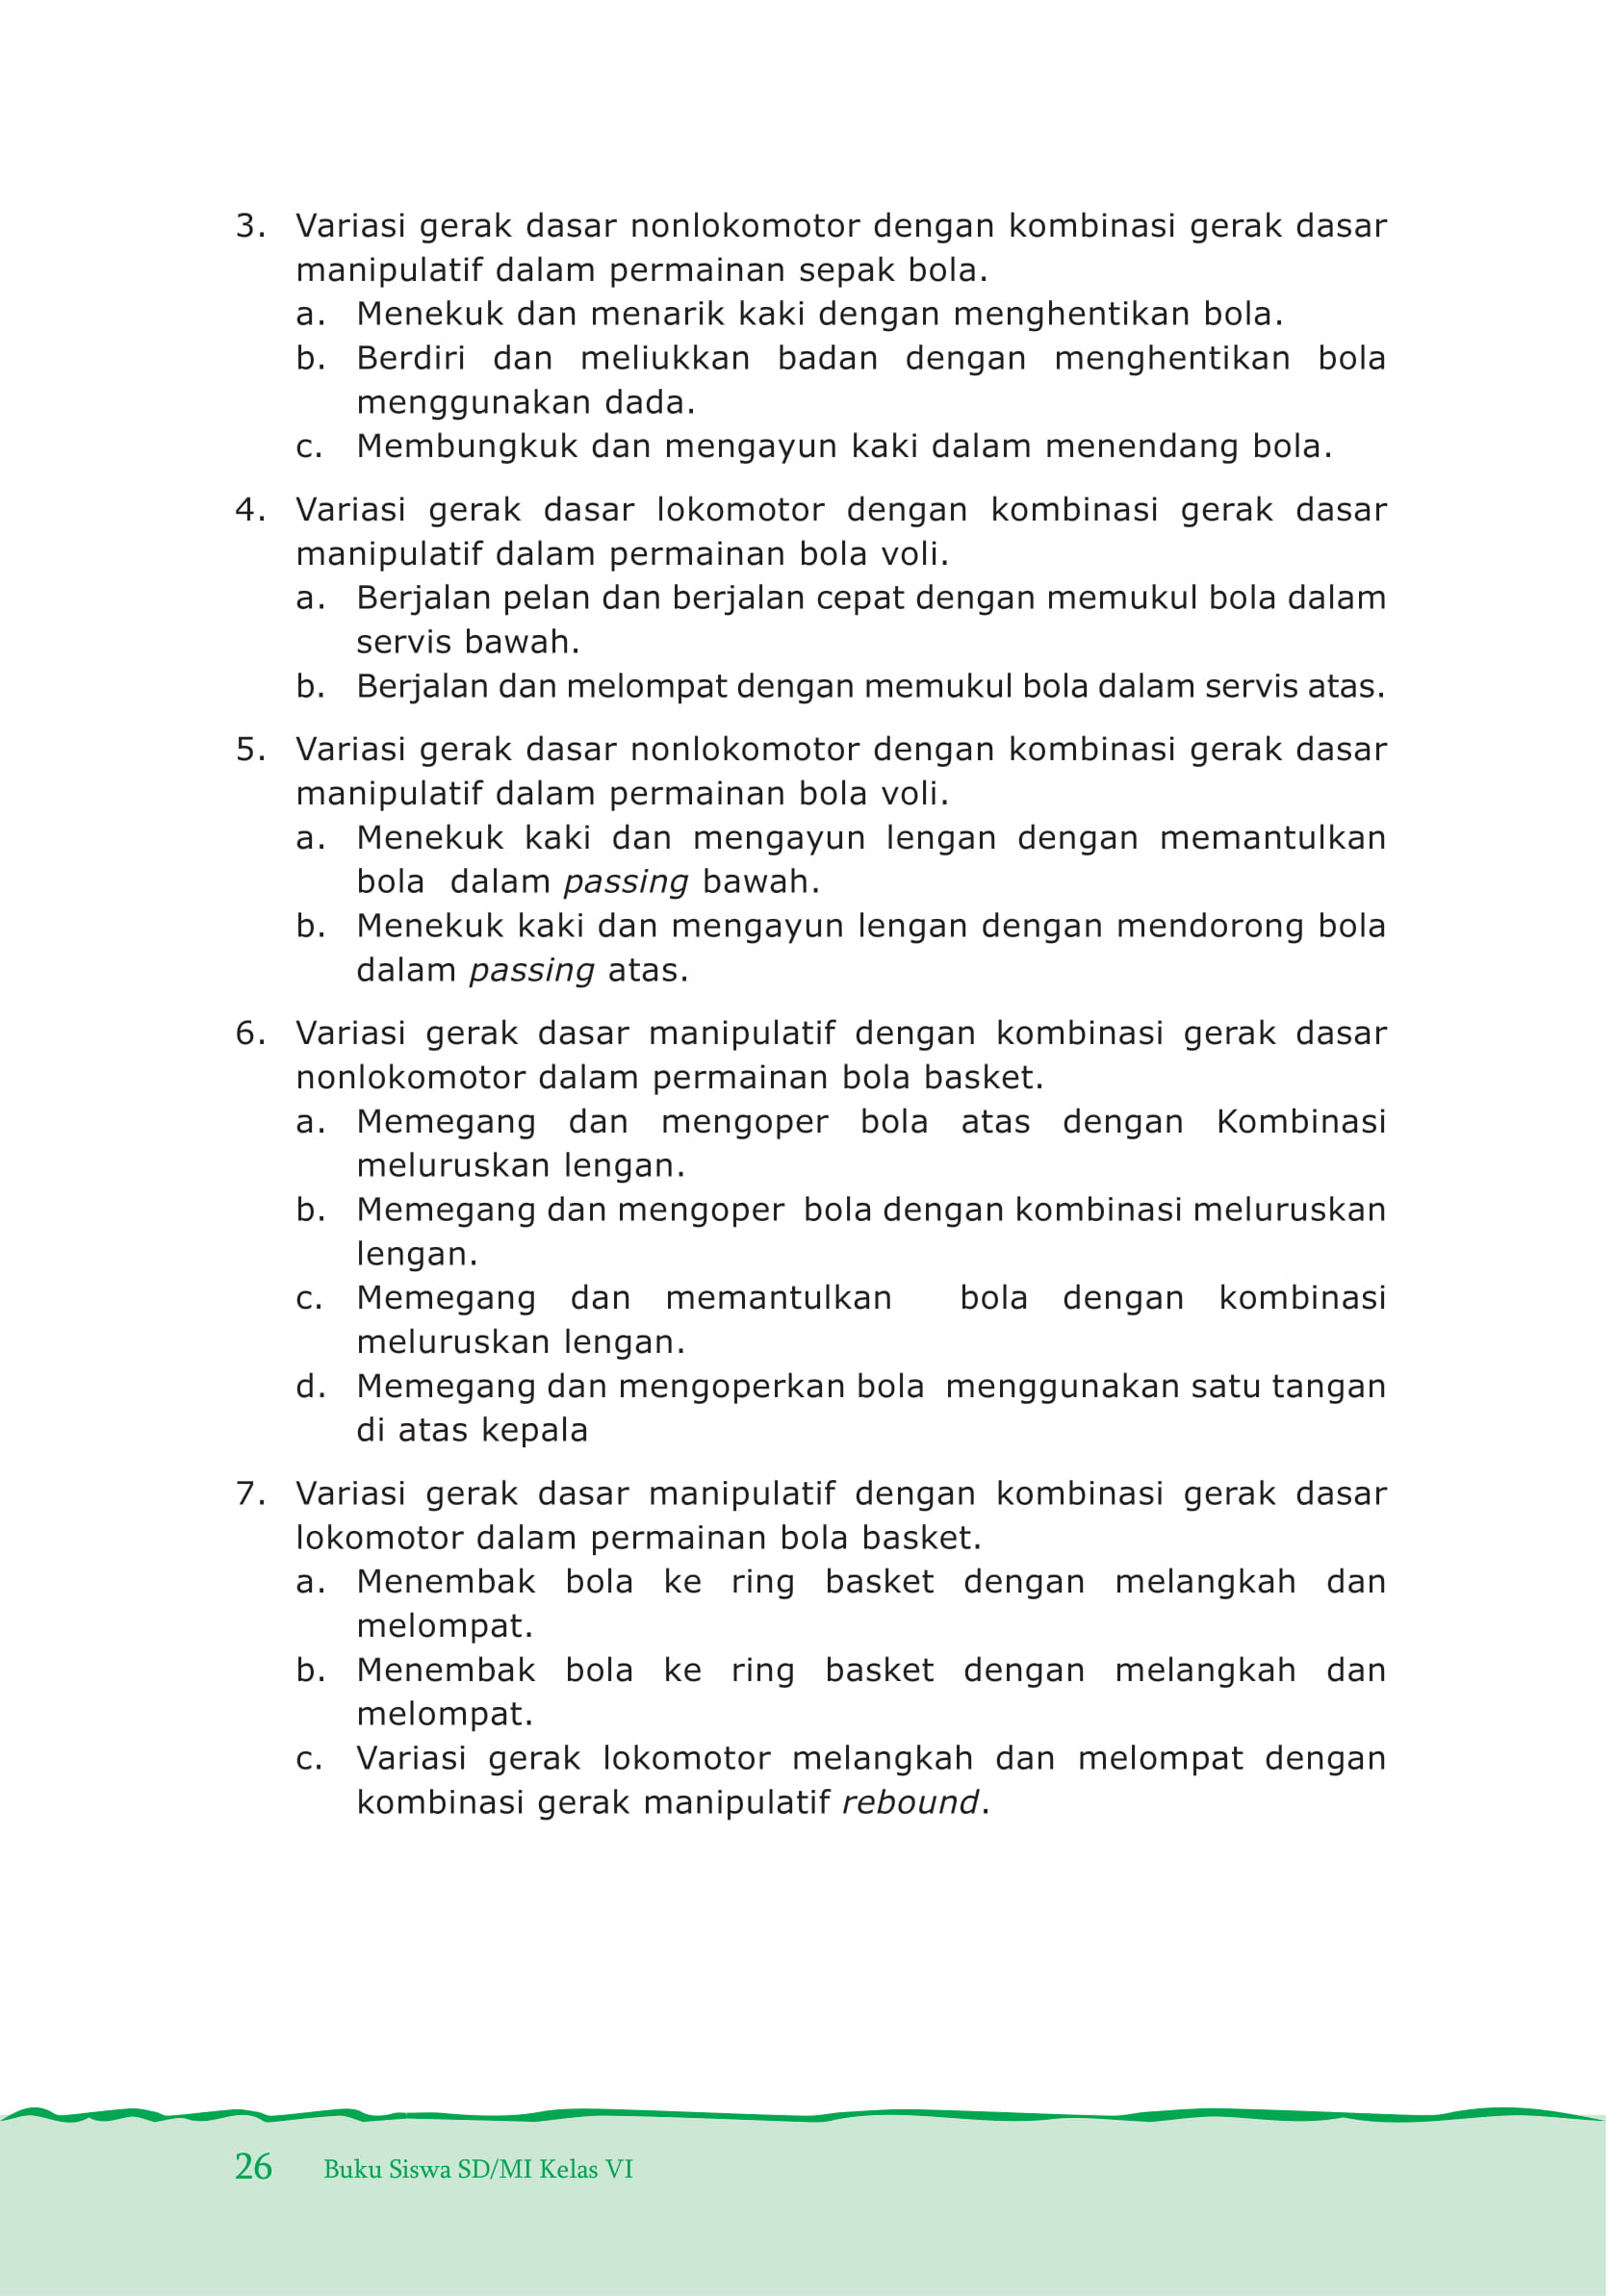 3. Variasi gerak dasar nonlokomotor dengan kombinasi gerak dasar
manipulatif dalam permainan sepak bola.
a. Menekuk dan menarik kaki dengan menghentikan bola.
b. Berdiri dan meliukkan badan dengan menghentikan bola
menggunakan dada.
c. Membungkuk dan mengayun kaki dalam menendang bola.
4. Variasi gerak dasar lokomotor dengan kombinasi gerak dasar
manipulatif dalam permainan bola voli.
a. Berjalan pelan dan berjalan cepat dengan memukul bola dalam
servis bawah.
b. Berjalan dan melompat dengan memukul bola dalam servis atas.
5. Variasi gerak dasar nonlokomotor dengan kombinasi gerak dasar
manipulatif dalam permainan bola voli.
a. Menekuk kaki dan mengayun lengan dengan memantulkan
bola dalam passing bawah.
b. Menekuk kaki dan mengayun lengan dengan mendorong bola
dalam passing atas.
6. Variasi gerak dasar manipulatif dengan kombinasi gerak dasar
nonlokomotor dalam permainan bola basket.
a. Memegang dan mengoper bola atas dengan Kombinasi
meluruskan lengan.
b. Memegang dan mengoper bola dengan kombinasi meluruskan
lengan.
c. Memegang dan memantulkan bola dengan kombinasi
meluruskan lengan.
d. Memegang dan mengoperkan bola menggunakan satu tangan
di atas kepala
7. Variasi gerak dasar manipulatif dengan kombinasi gerak dasar
lokomotor dalam permainan bola basket.
a. Menembak bola ke ring basket dengan melangkah dan
melompat.
b. Menembak bola ke ring basket dengan melangkah dan
melompat.
c. Variasi gerak lokomotor melangkah dan melompat dengan
kombinasi gerak manipulatif rebound.
26 Buku Siswa SD/MI Kelas VI